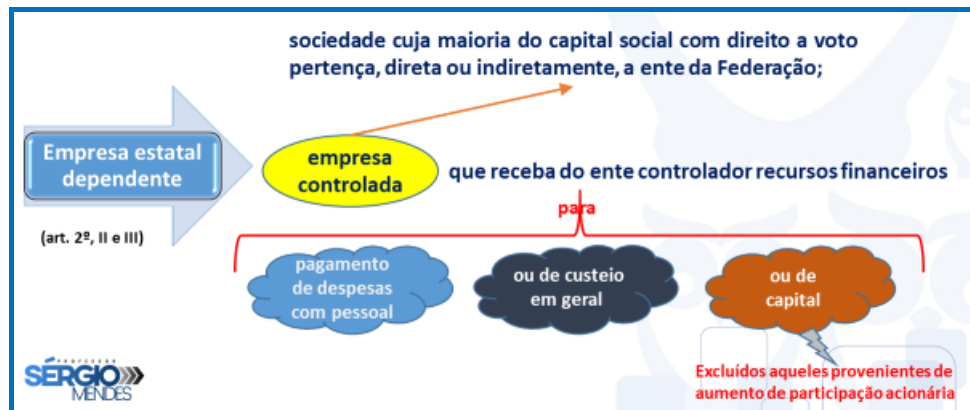 sociedade cuja maioria do capital social com direito a voto
pertença, direta ou indiretamente, a ente da Federação;
Empresa estatal
dependente
empresa
controlada
que receba do ente controlador recursos financeiros
para
(art. 2º, II e III)
pagamento
de despesas
com pessoal
ou de custeio
em geral
ou de
capital
Excluídos aqueles provenientes de
aumento de participação acionária
PROFESSOR
SÉRGIO
MENDES